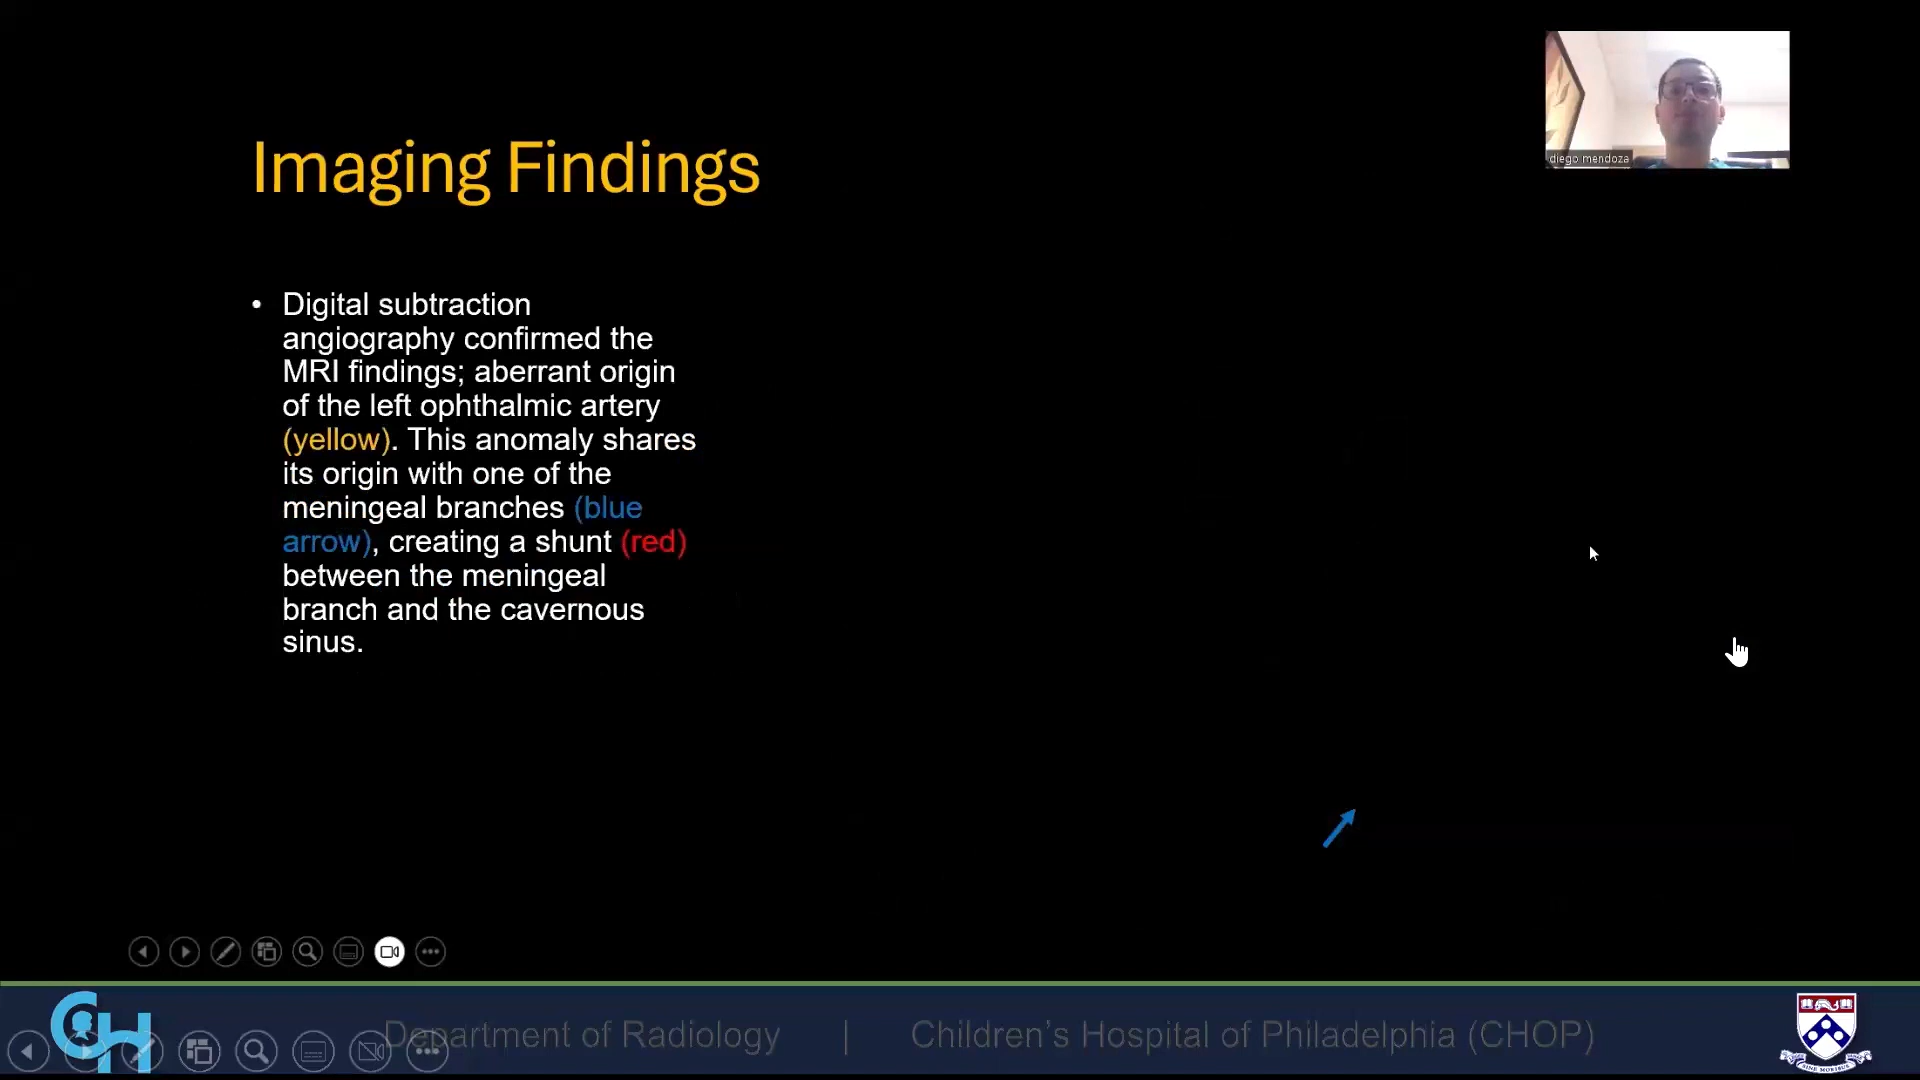 diego mendoza
Imaging Findings
• Digital subtraction
angiography confirmed the
MRI findings; aberrant origin
of the left ophthalmic artery
(yellow). This anomaly shares
its origin with one of the
meningeal branches (blue
arrow), creating a shunt (red)
between the meningeal
branch and the cavernous
sinus.
CH
Department of Radiology | Children’s Hospital of Philadelphia (CHOP)